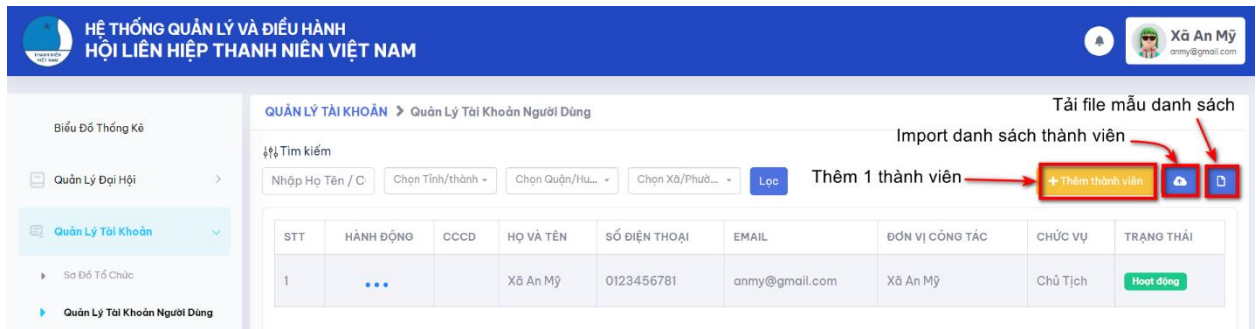 HỆ THỐNG QUẢN LÝ VÀ ĐIỀU HÀNH
HỘI LIÊN HIỆP THANH NIÊN VIỆT NAM
Xã An Mỹ
anmy@gmail.com
Biểu Đồ Thống Kê
Quản Lý Đại Hội
Quản Lý Tài Khoản
Sơ Đồ Tổ Chức
Quản Lý Tài Khoản Người Dùng
QUẢN LÝ TÀI KHOẢN > Quản Lý Tài Khoản Người Dùng
Tải file mẫu danh sách
Import danh sách thành viên
Thêm 1 thành viên
Tìm kiếm
Nhập Họ Tên / C Chọn Tỉnh/thành Chọn Quận/Hu... Chọn Xã/Phườ... Lọc + Thêm thành viên
STT HÀNH ĐỘNG CCCD HỌ VÀ TÊN SỐ ĐIỆN THOẠI EMAIL ĐƠN VỊ CÔNG TÁC CHỨC VỤ TRẠNG THÁI
1 ••• Xã An Mỹ 0123456781 anmy@gmail.com Xã An Mỹ Chủ Tịch Hoạt động